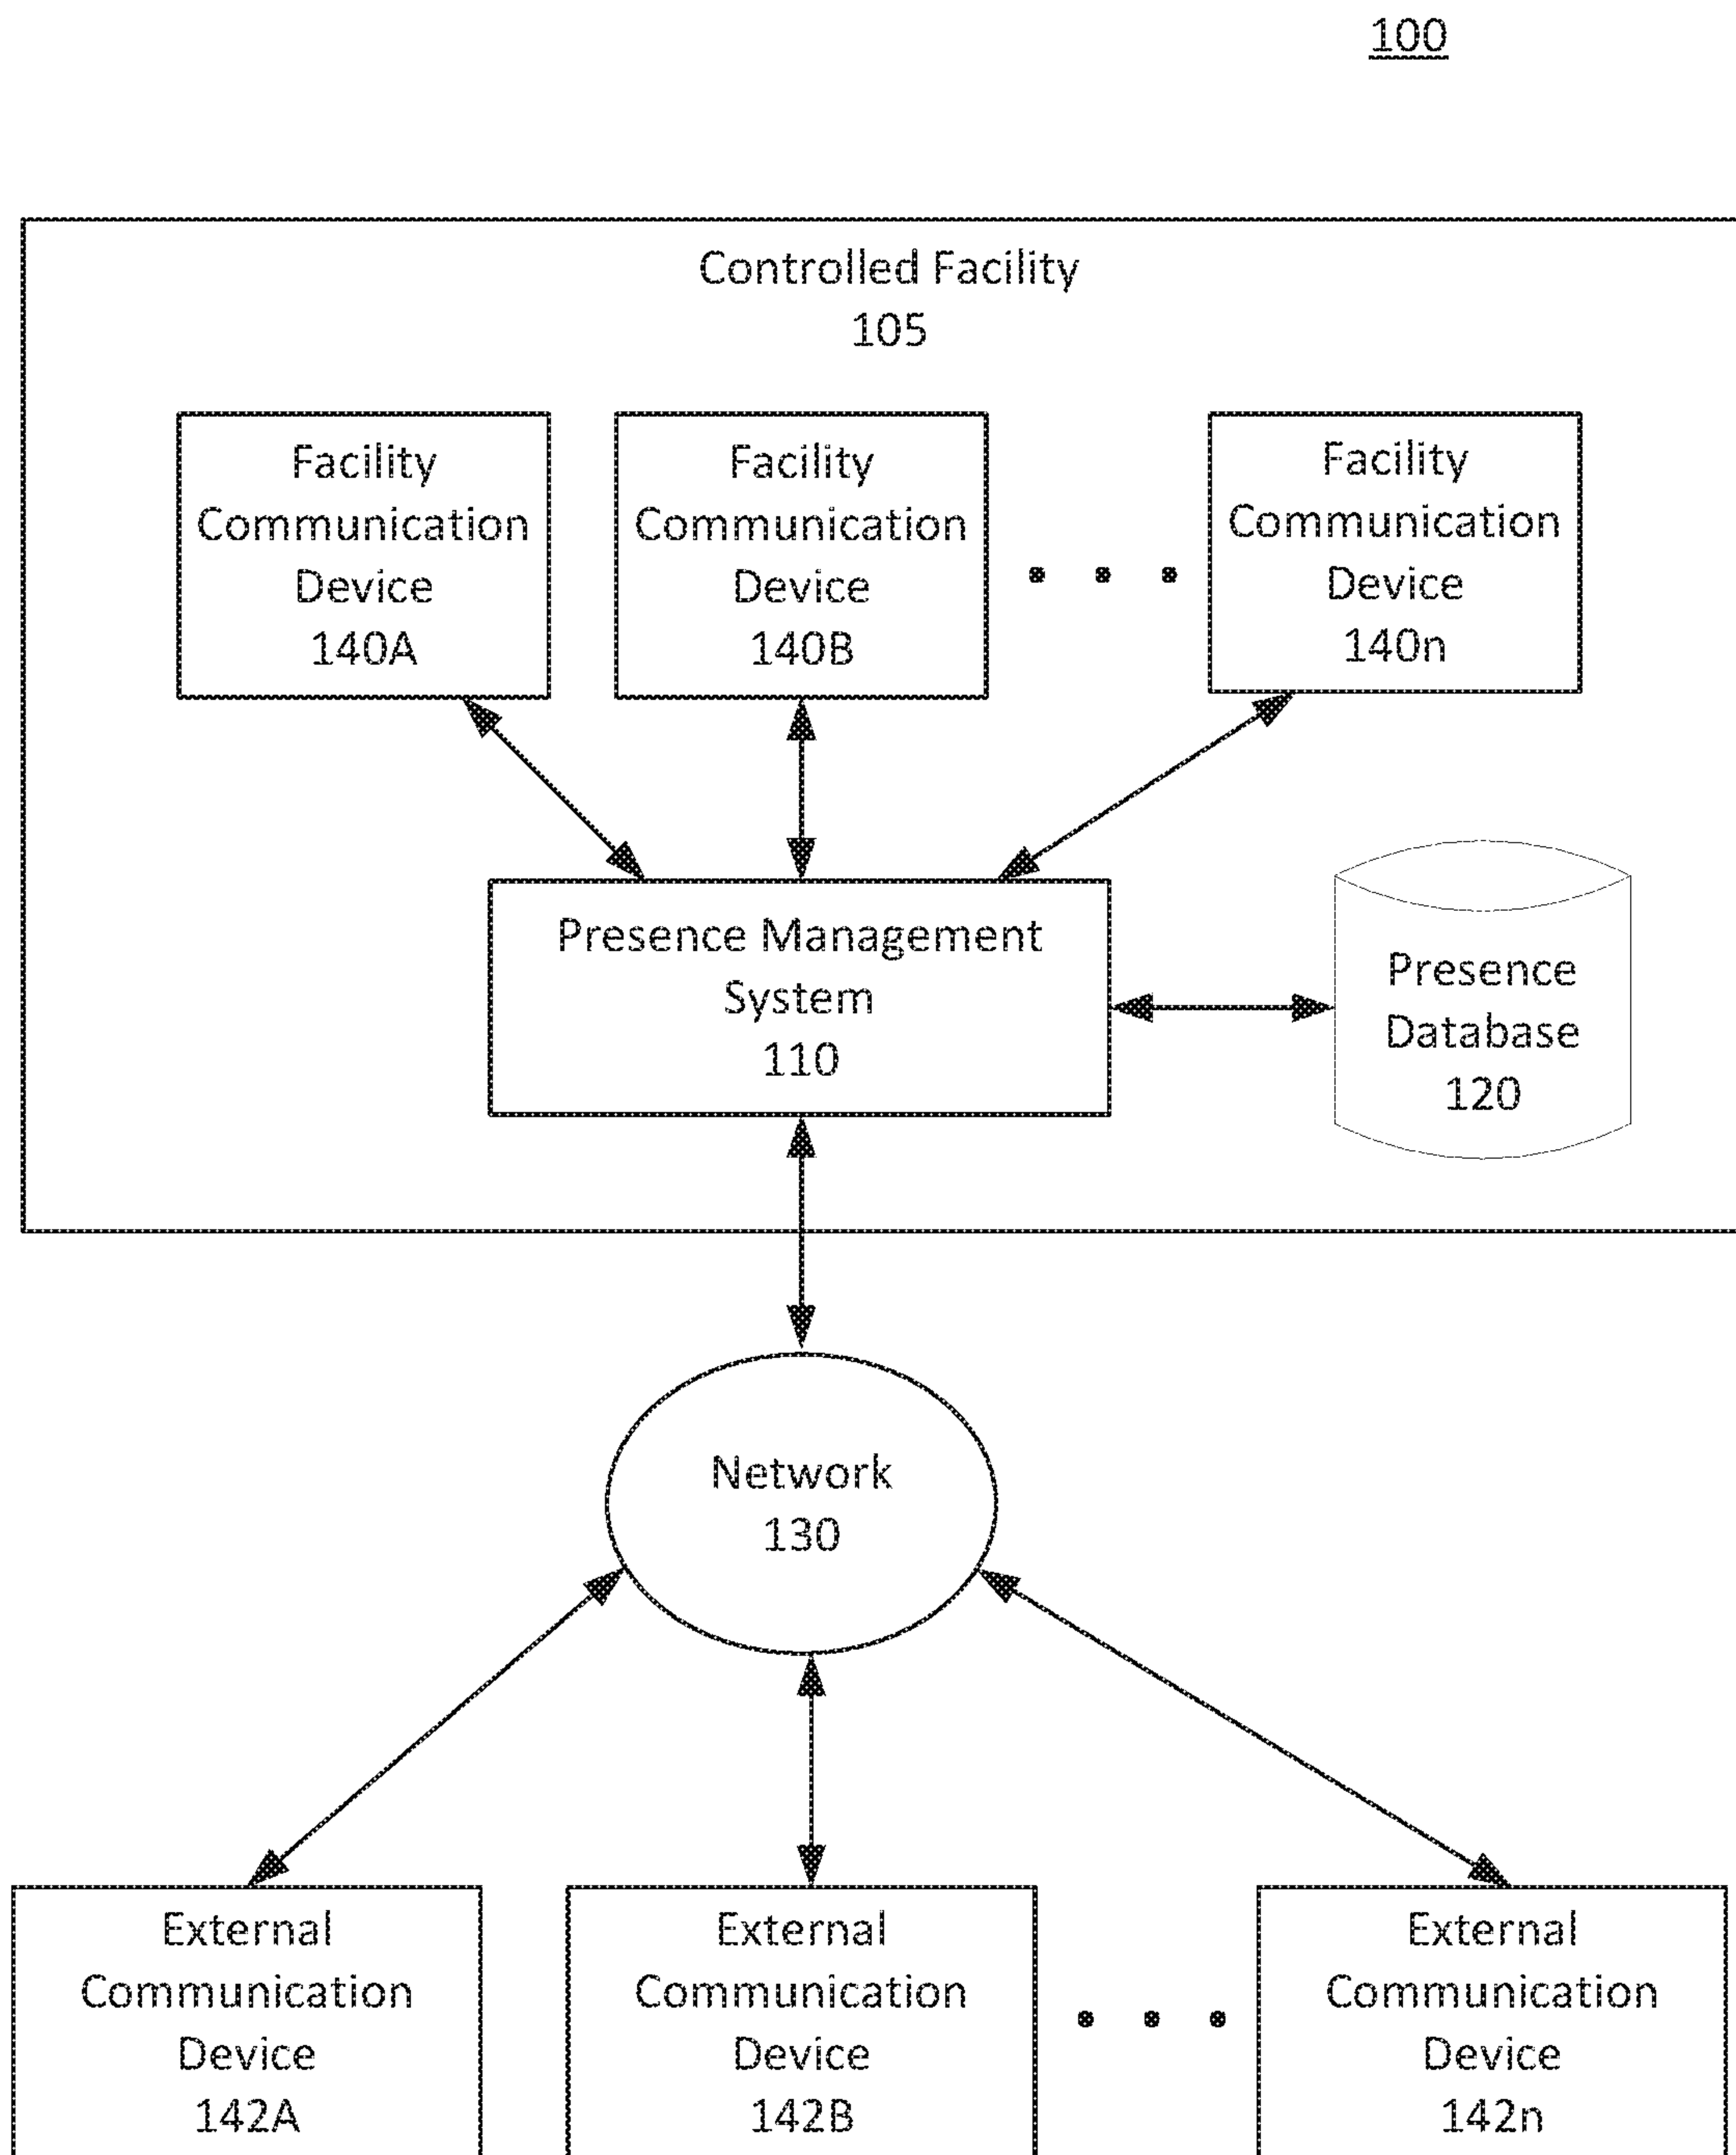 100
Controlled Facility
105
Facility
Communication
Device
140A
Facility
Communication
Device
140B
Facility
Communication
Device
140n
Presence Management
System
110
Presence
Database
120
Network
130
External
Communication
Device
142A
External
Communication
Device
142B
External
Communication
Device
142n